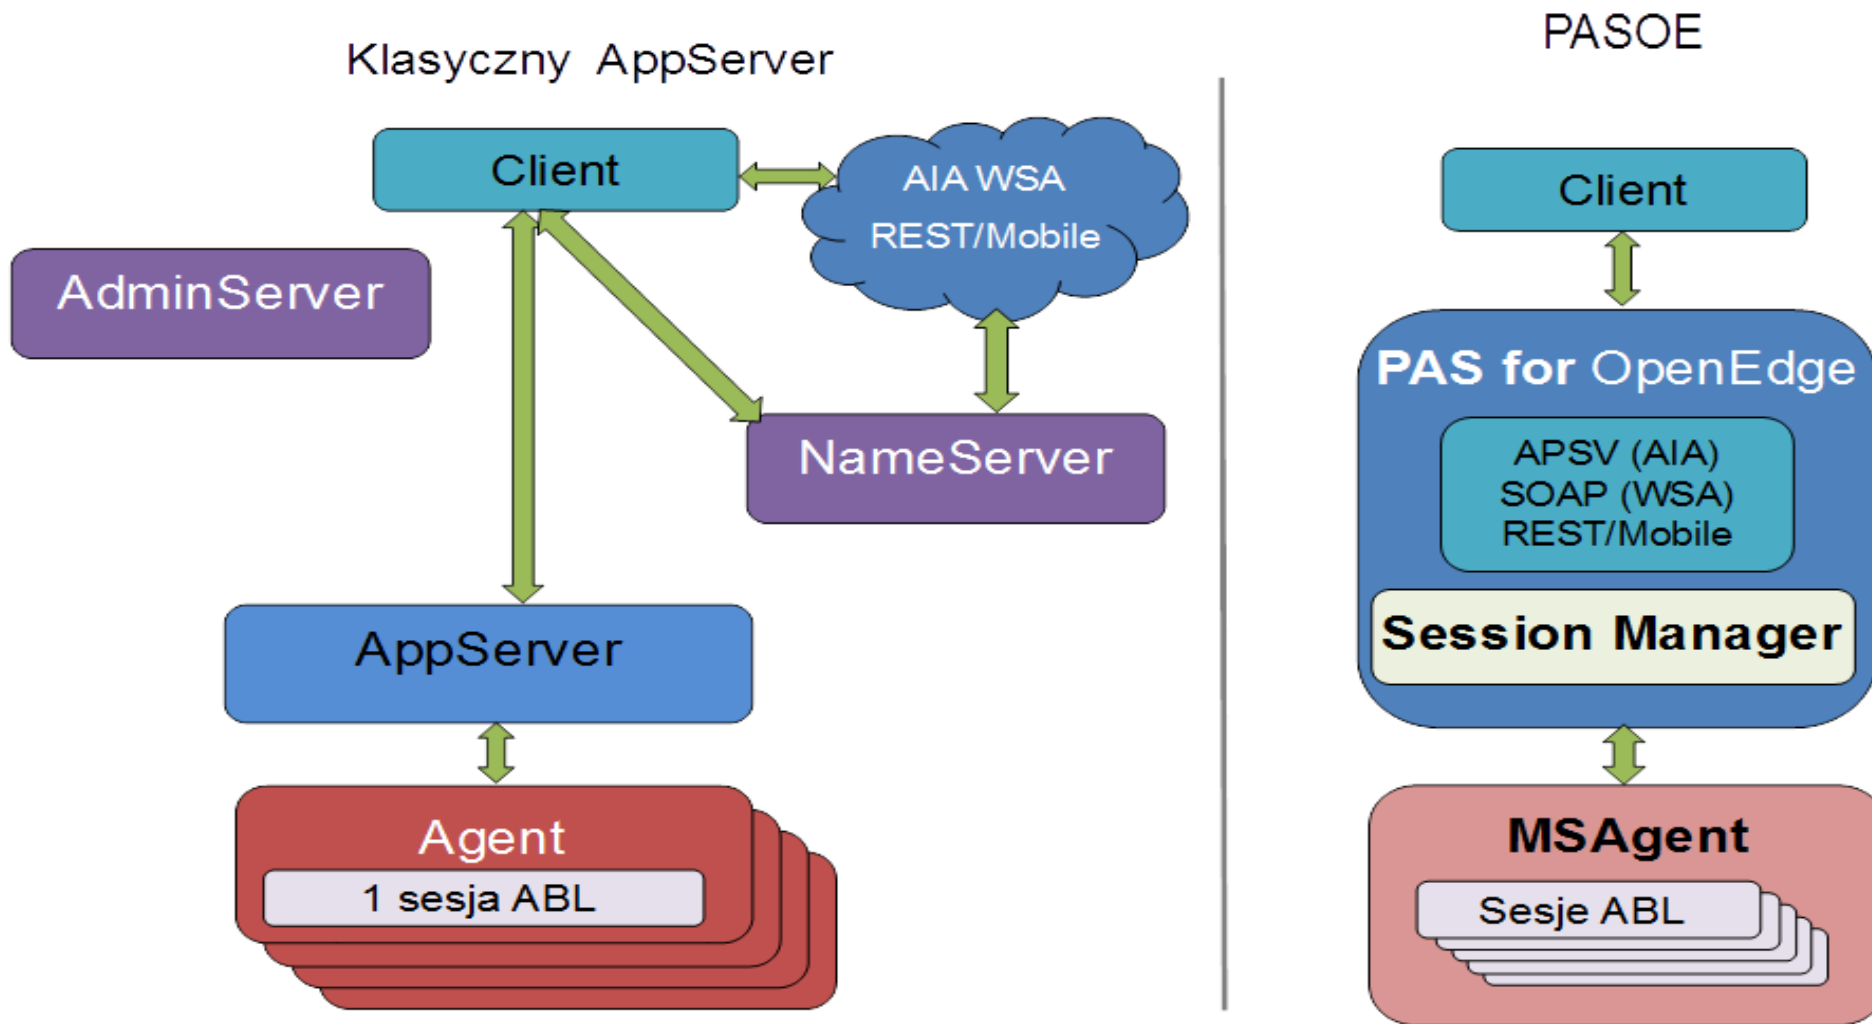 Klasyczny AppServer
Client
AIA WSA
REST/Mobile
AdminServer
NameServer
AppServer
Agent
1 sesja ABL
PASOE
Client
PAS for OpenEdge
APSV (AIA)
SOAP (WSA)
REST/Mobile
Session Manager
MSAgent
Sesje ABL